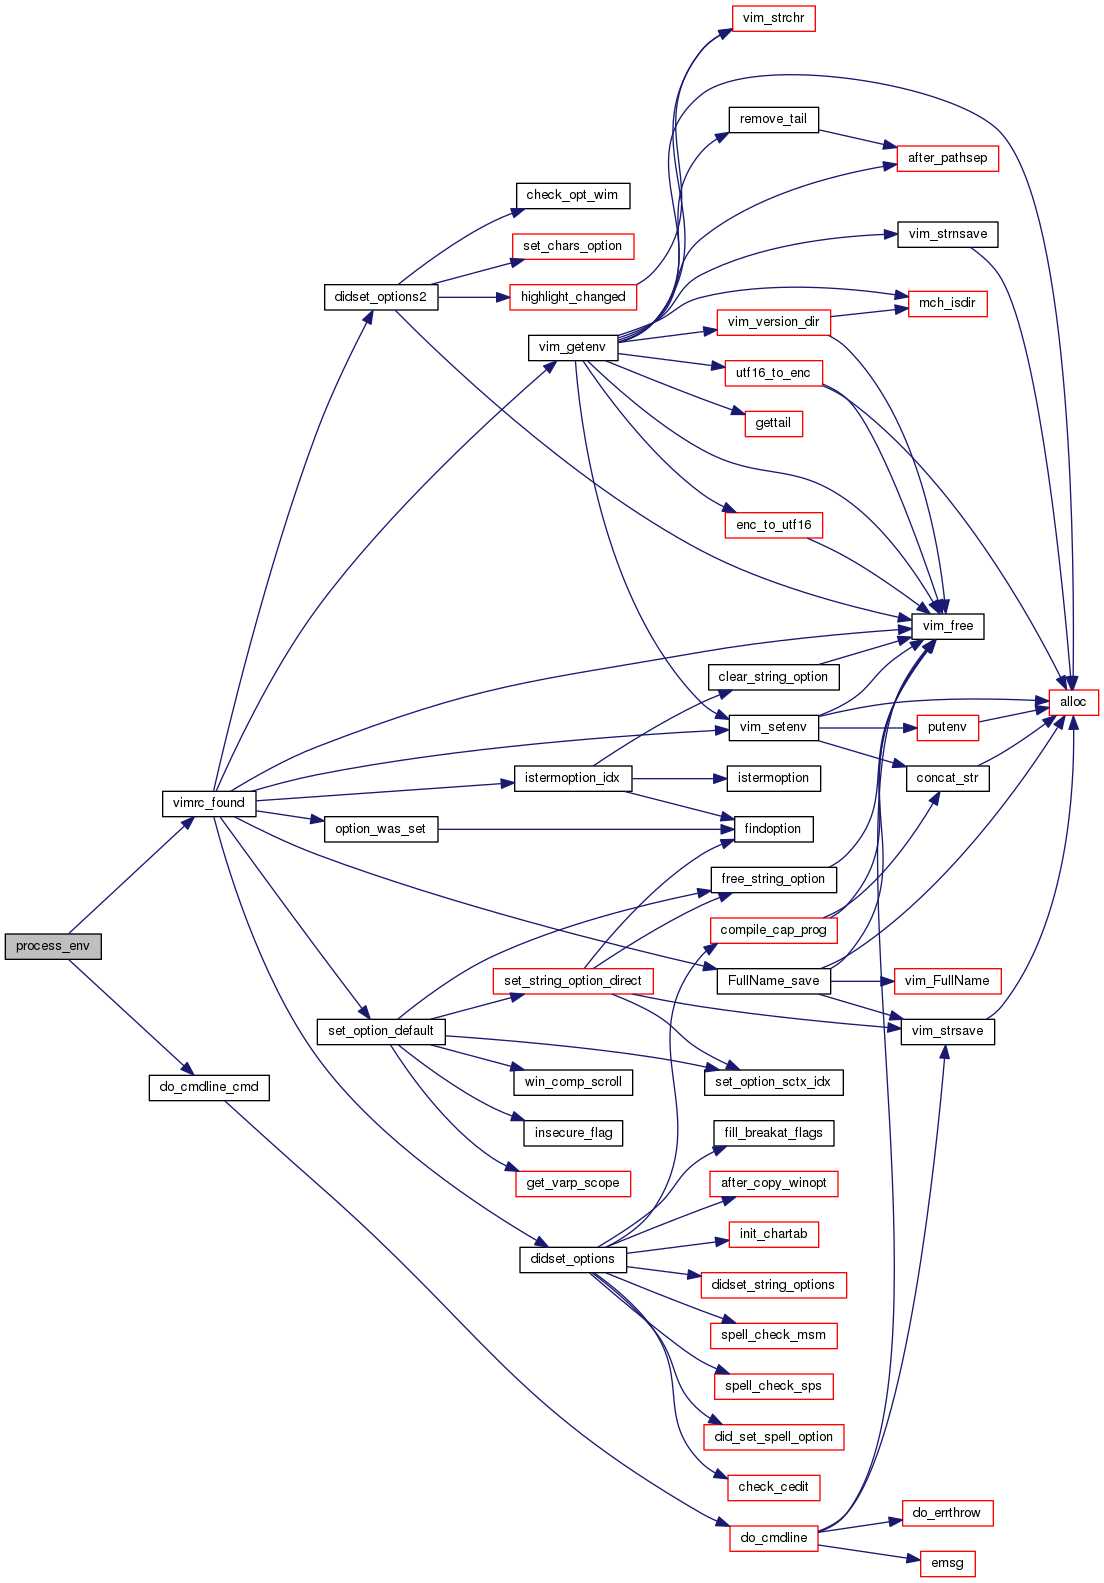 vim_strchr
remove_tail
after_pathsep
check_opt_wim
vim_strnsave
set_chars_option
didset_options2
highlight_changed
mch_isdir
vim_version_dir
vim_getenv
utf16_to_enc
gettail
enc_to_utf16
vim_free
clear_string_option
alloc
vim_setenv
putenv
istermoption_idx
istermoption
concat_str
vimrc_found
option_was_set
findoption
free_string_option
compile_cap_prog
process_env
set_string_option_direct
FullName_save
vim_FullName
set_option_default
vim_strsave
win_comp_scroll
set_option_sctx_idx
do_cmdline_cmd
insecure_flag
fill_breakat_flags
get_varp_scope
after_copy_winopt
init_chartab
didset_options
didset_string_options
spell_check_msm
spell_check_sps
did_set_spell_option
check_cedit
do_errthrow
do_cmdline
emsg